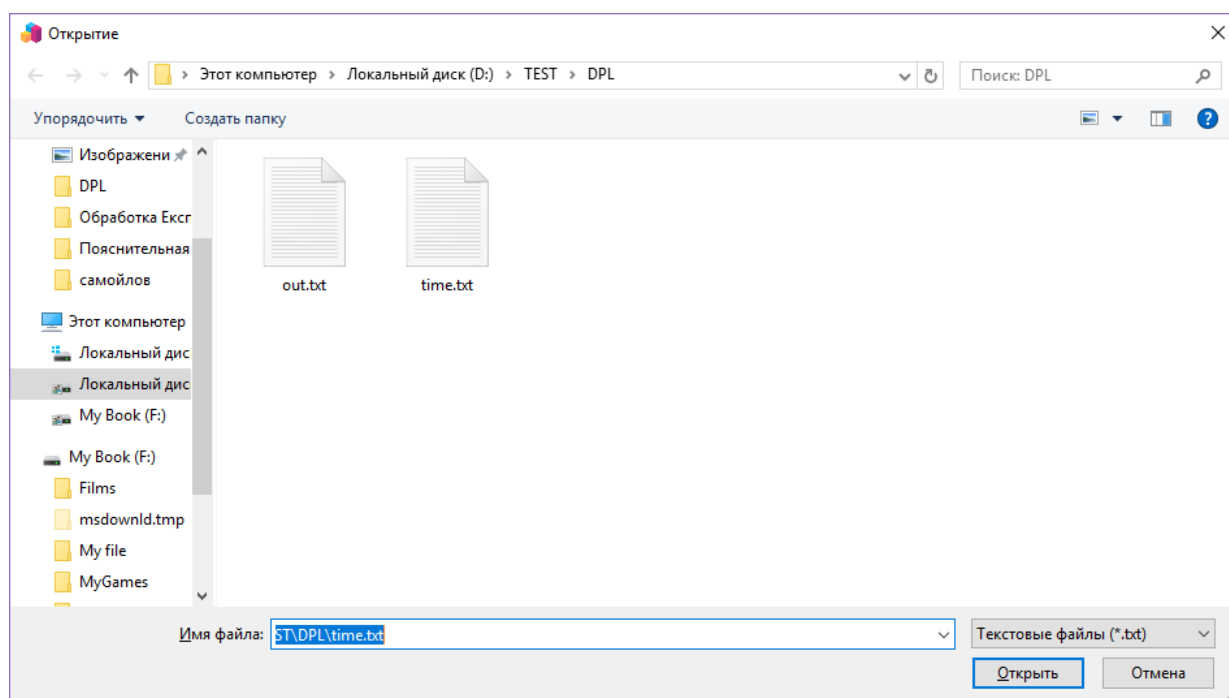 Открытие
Этот компьютер > Локальный диск (D:) > TEST > DPL
Поиск: DPL
Упорядочить
Создать папку
Изображени
DPL
ОбработкаЕксп
Пояснительная
самойлов
Этот компьютер
Локальный дис
Локальный дис
My Book (F:)
My Book (F:)
Films
msdownld.tmp
My file
MyGames
out.txt
time.txt
Имя файла: ST\DPL\time.txt
Текстовые файлы (*.txt)
Открыть
Отмена